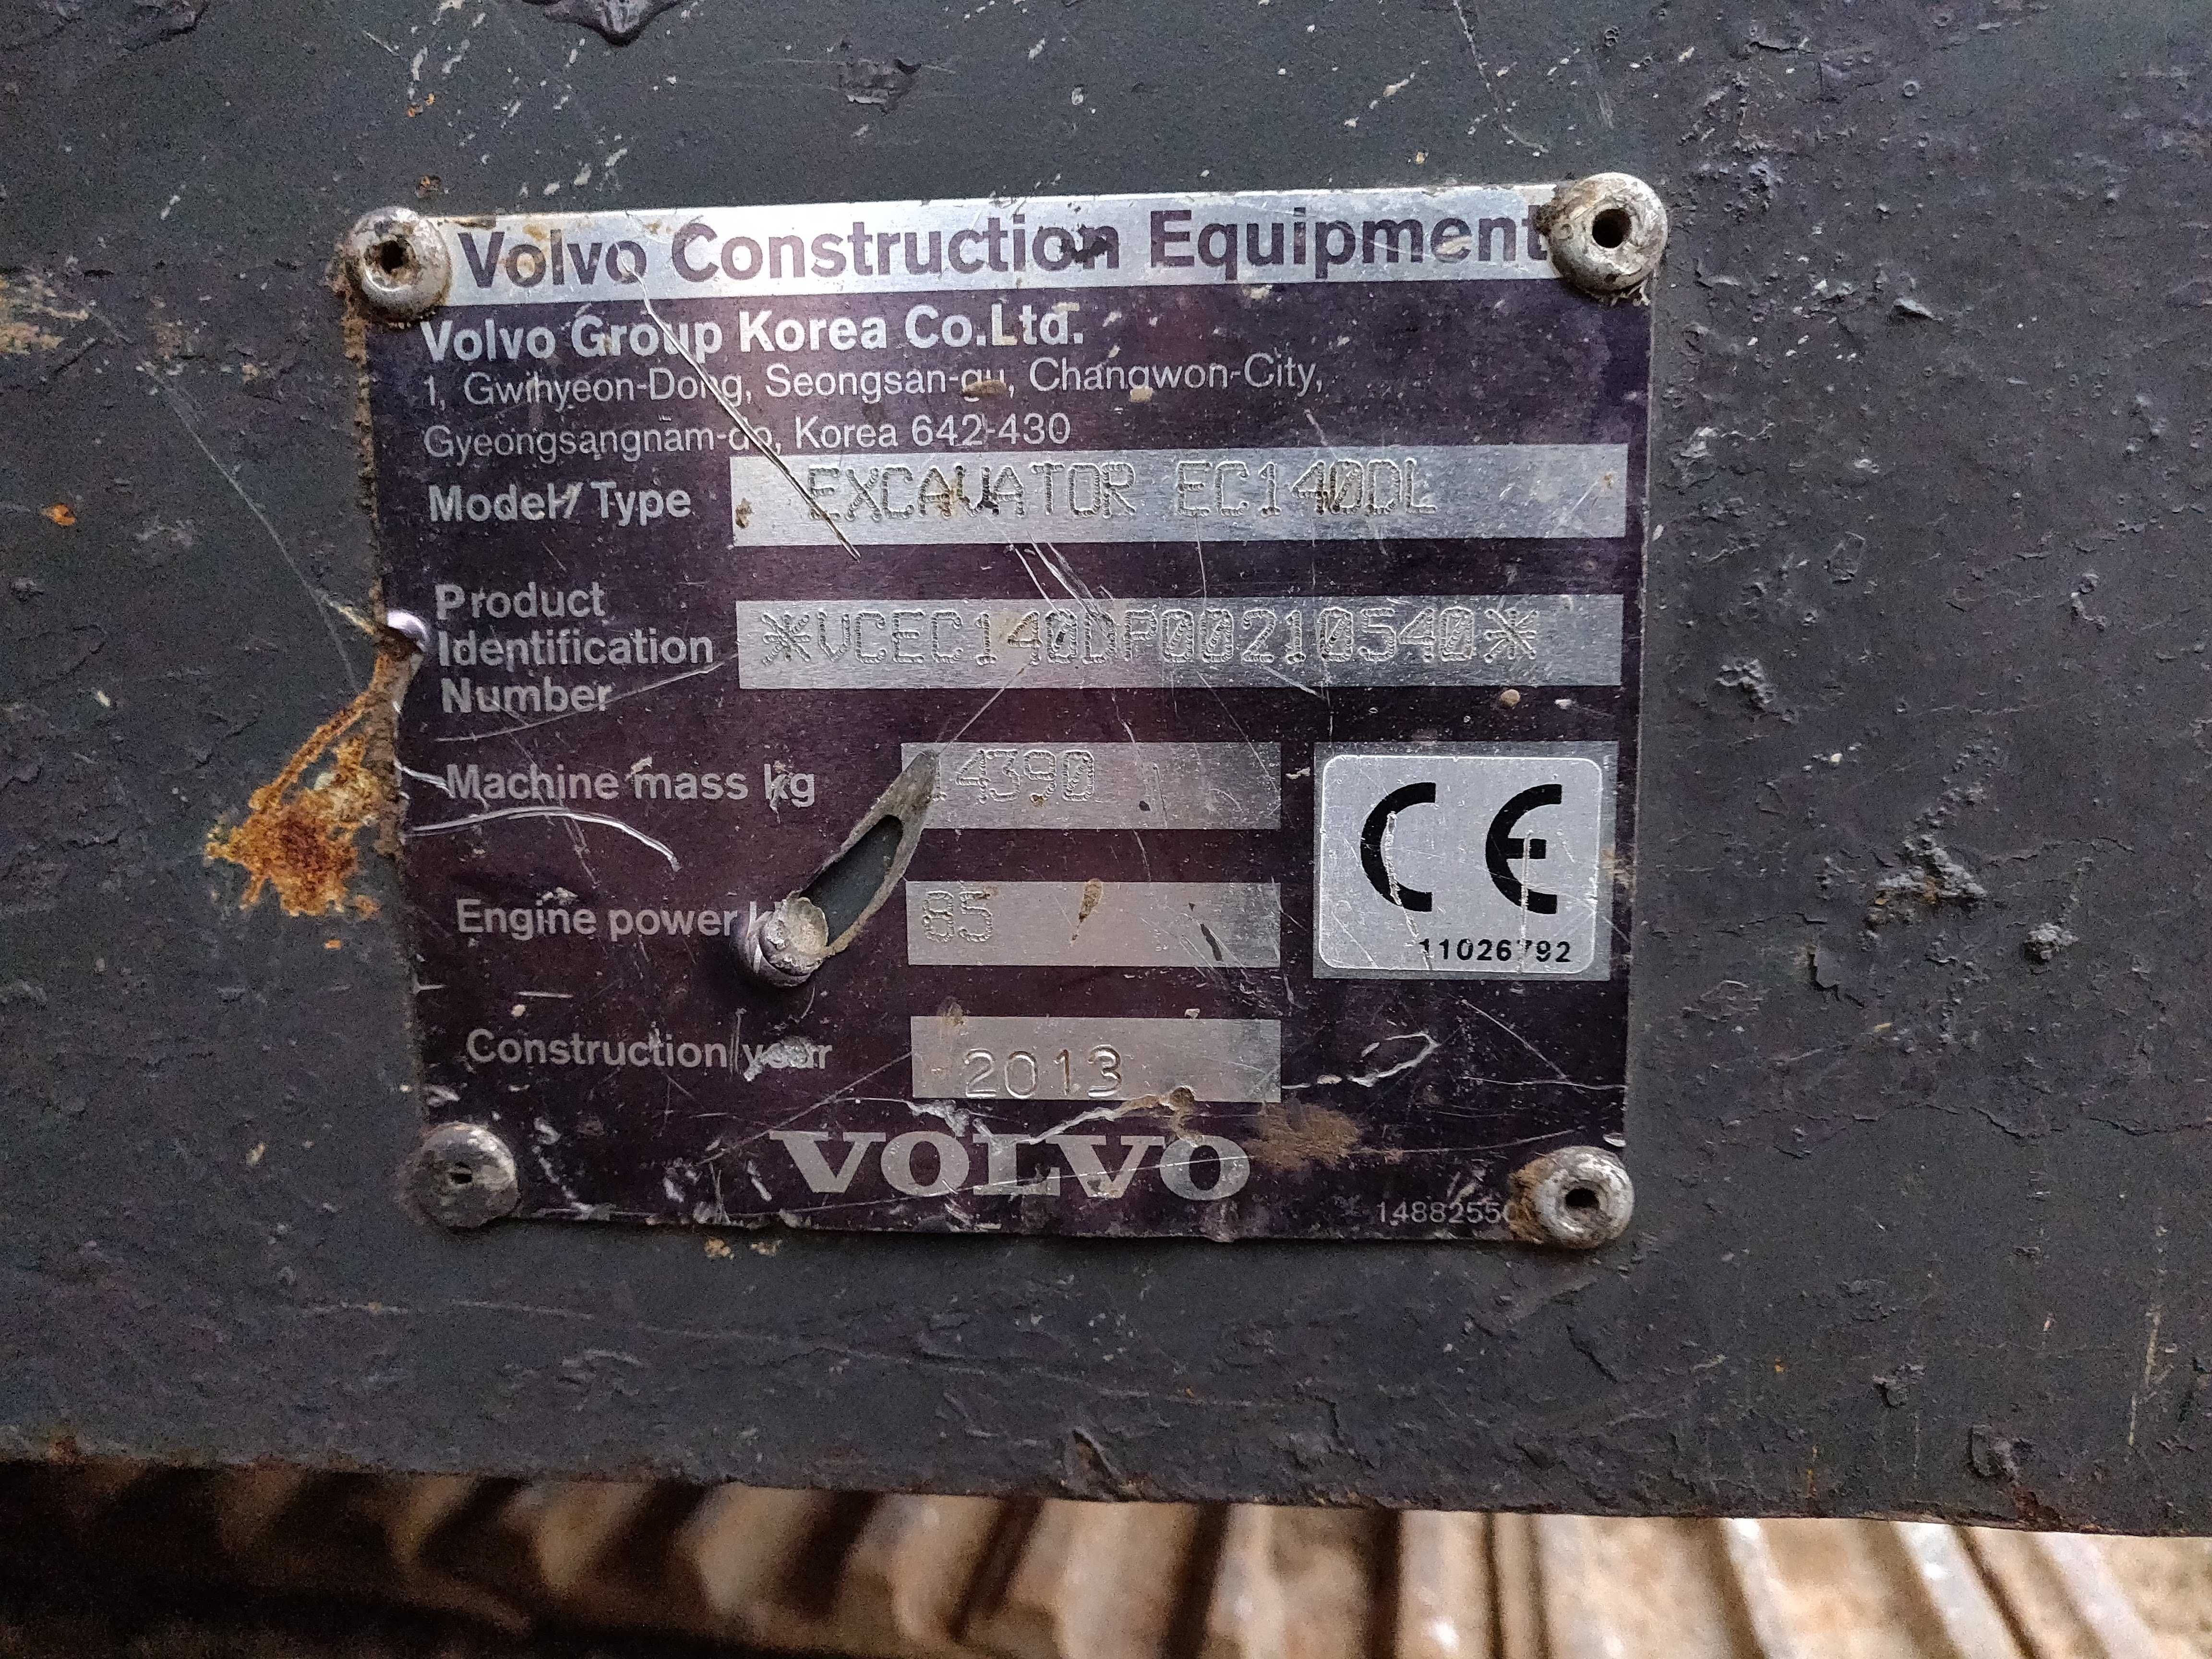 Volvo Construction Equipment
Volvo Group Korea Co.Ltd.
1, Gwihyeon-Dong, Seongsan-gu, Changwon-City,
Gyeongsangnam-do, Korea 642-430
Model/ Type EXCAVATOR EC140DL
Product
Identification
Number
*VCEC140DP00210540*
Machine mass kg 14390
Engine power 85
CE
11026792
Construction year 2013
VOLVO